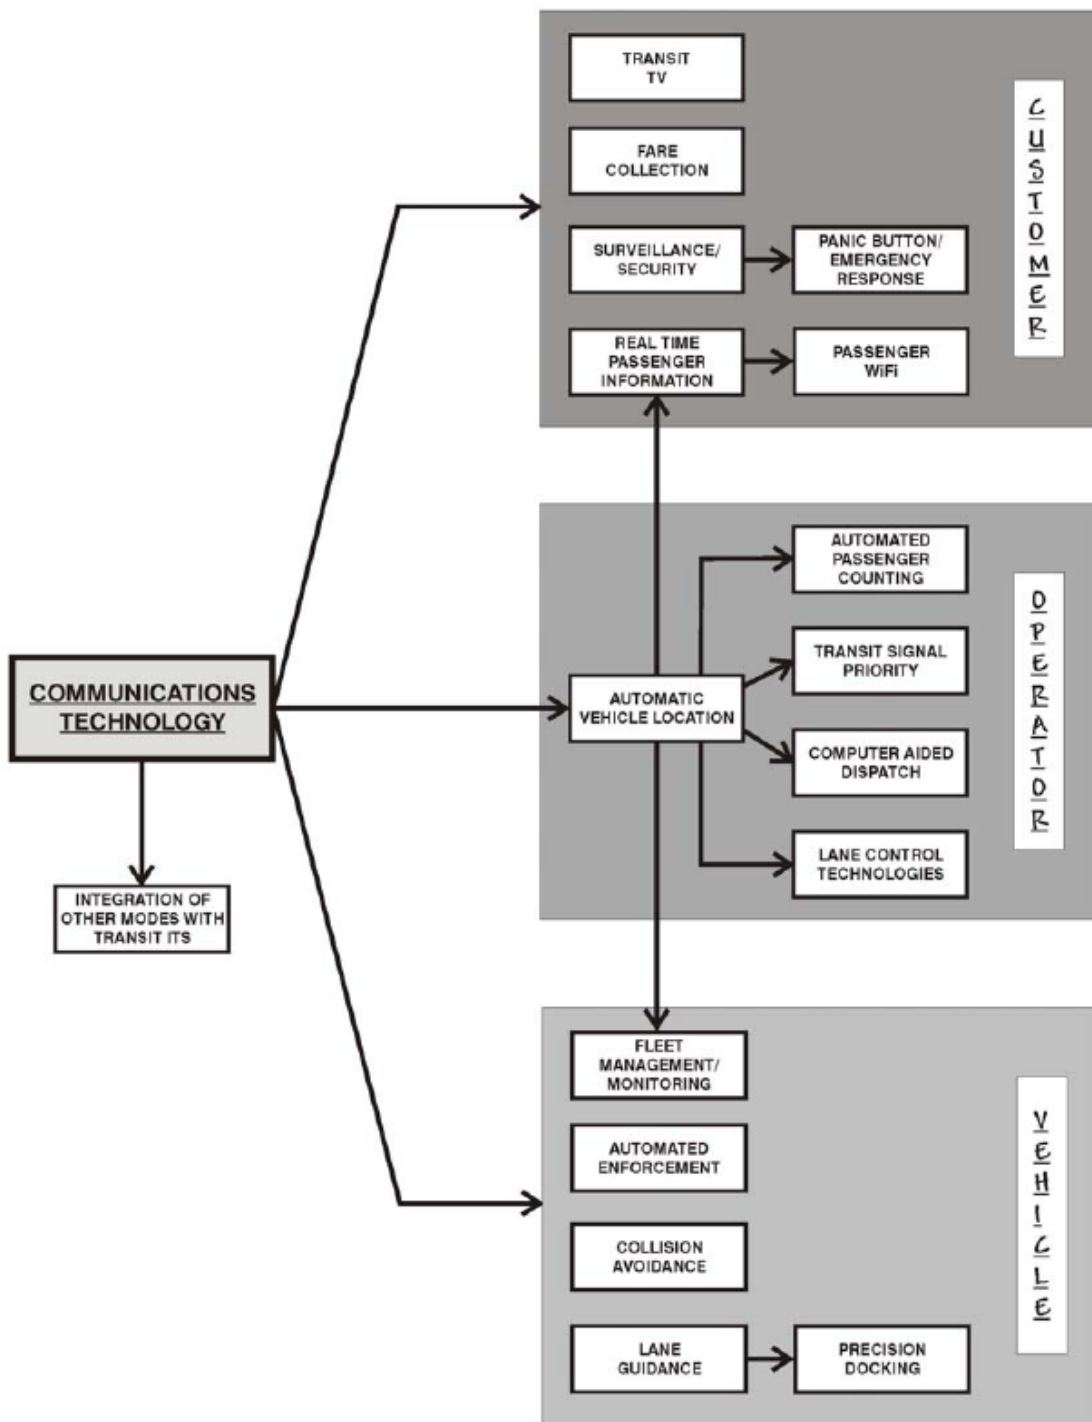 TRANSIT
TV
FARE
COLLECTION
SURVEILLANCE/
SECURITY
PANIC BUTTON/
EMERGENCY
RESPONSE
REAL TIME
PASSENGER
INFORMATION
PASSENGER
WiFi
CUSTOMER
AUTOMATED
PASSENGER
COUNTING
TRANSIT SIGNAL
PRIORITY
AUTOMATIC
VEHICLE LOCATION
COMPUTER AIDED
DISPATCH
LANE CONTROL
TECHNOLOGIES
OPERATOR
COMMUNICATIONS
TECHNOLOGY
INTEGRATION OF
OTHER MODES WITH
TRANSIT ITS
FLEET
MANAGEMENT/
MONITORING
AUTOMATED
ENFORCEMENT
COLLISION
AVOIDANCE
LANE
GUIDANCE
PRECISION
DOCKING
VEHICLE